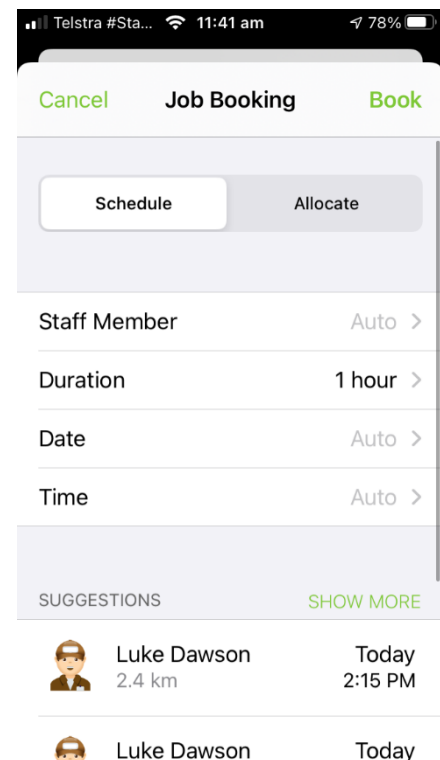 Telstra #Sta... 11:41 am 78%
Cancel Job Booking Book
Schedule Allocate
Staff Member Auto
Duration 1 hour
Date Auto
Time Auto
SUGGESTIONS SHOW MORE
Luke Dawson Today
2.4 km 2:15 PM
Luke Dawson Today